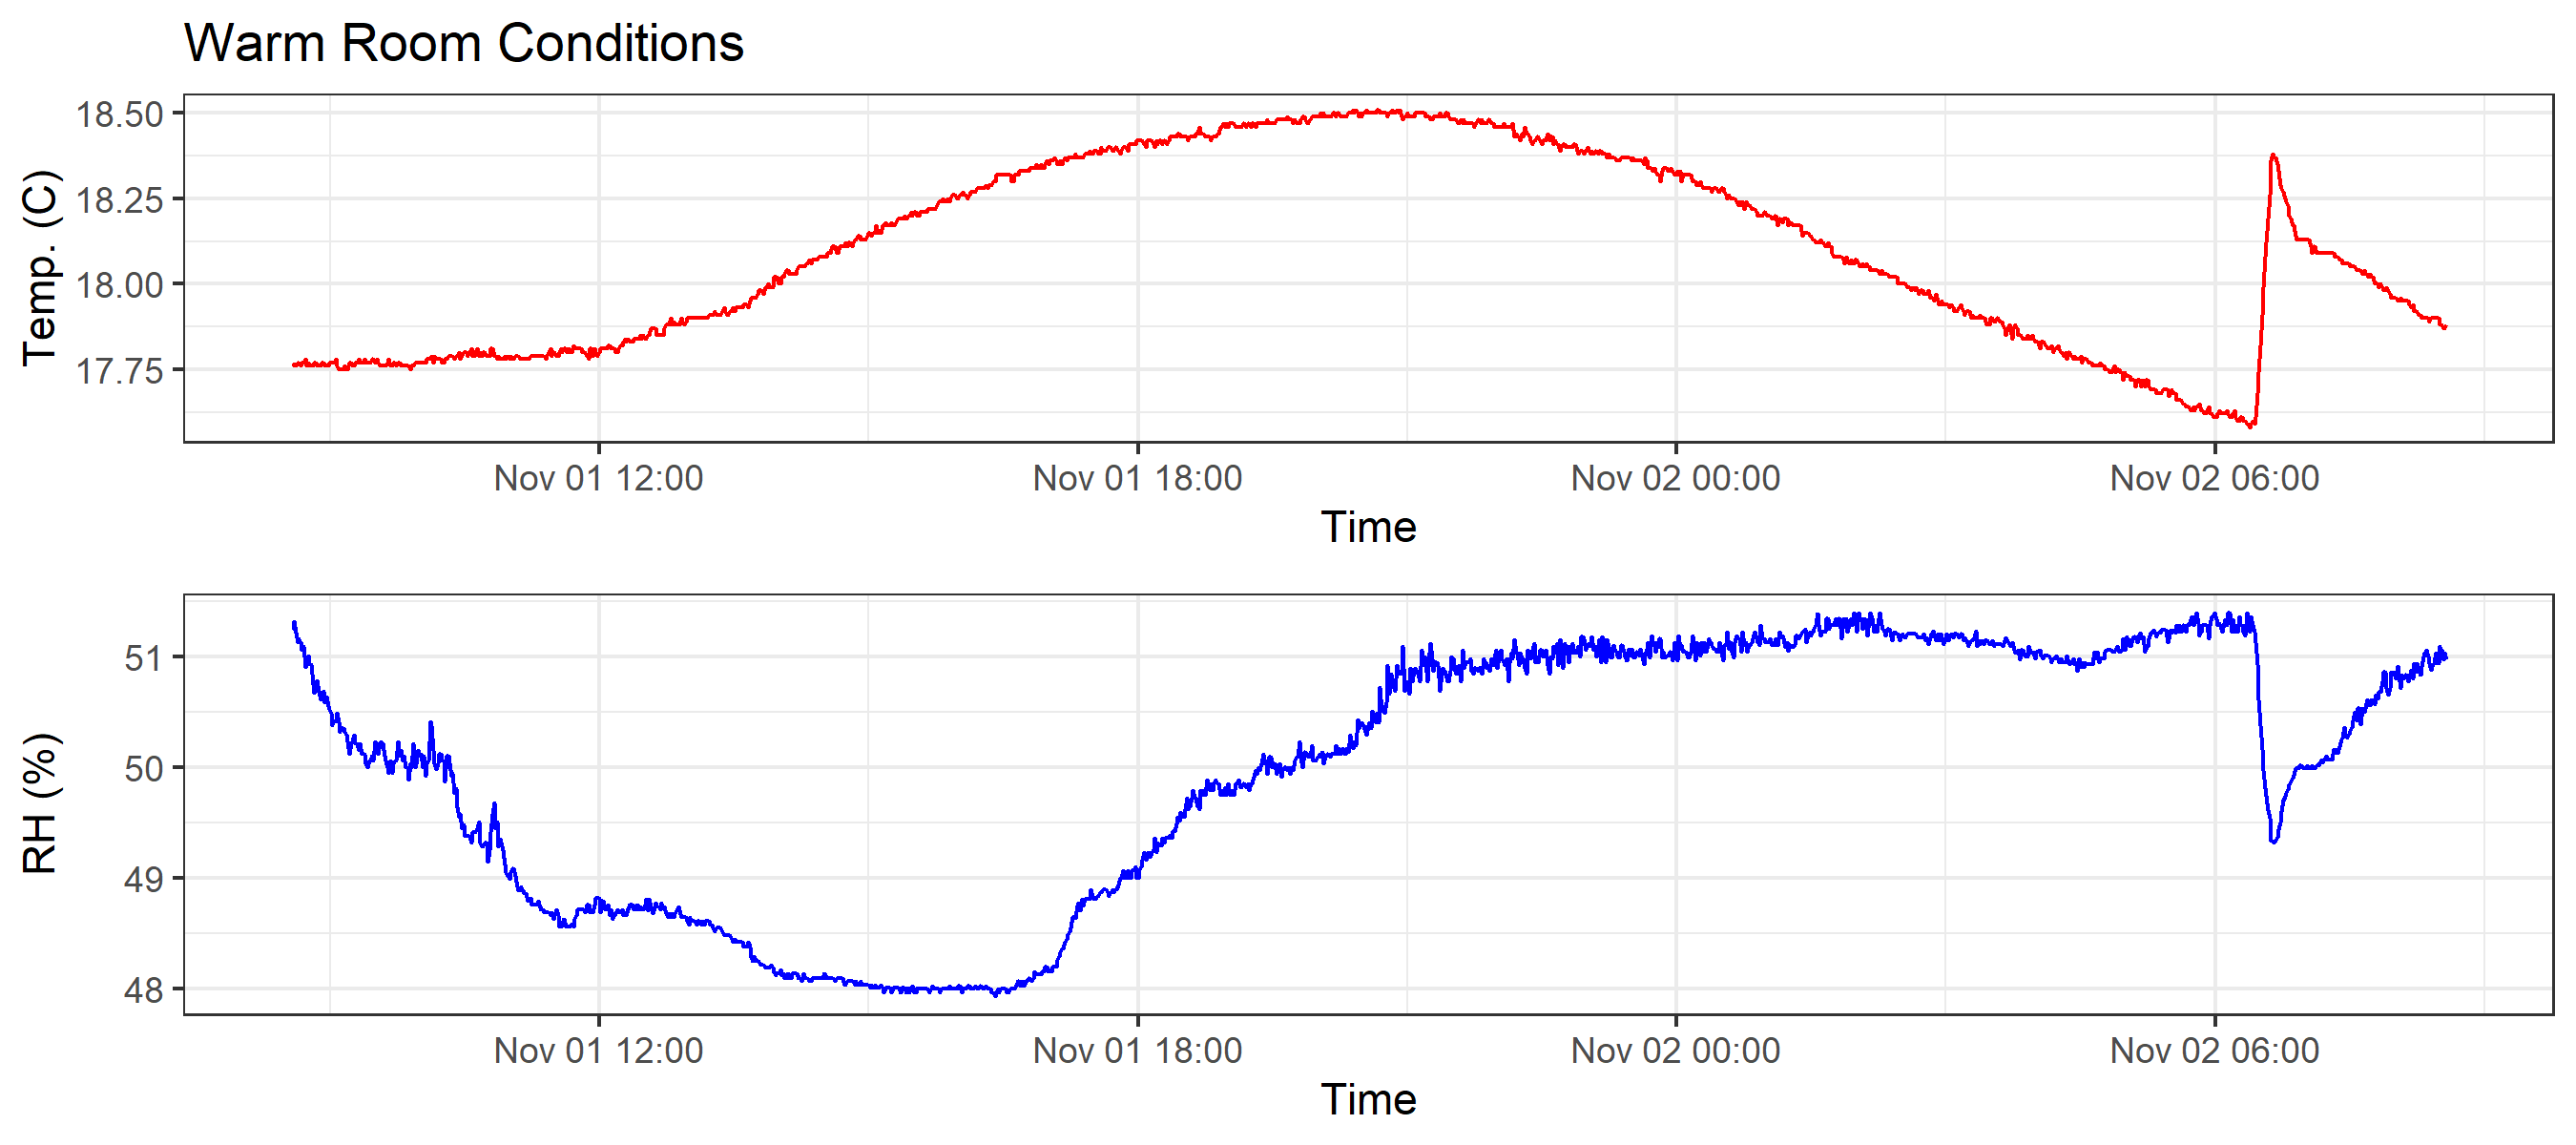 Warm Room Conditions
Temp. (C)
18.50
18.25
18.00
17.75
Nov 01 12:00 Nov 01 18:00 Nov 02 00:00 Nov 02 06:00
Time
RH (%)
51
50
49
48
Nov 01 12:00 Nov 01 18:00 Nov 02 00:00 Nov 02 06:00
Time